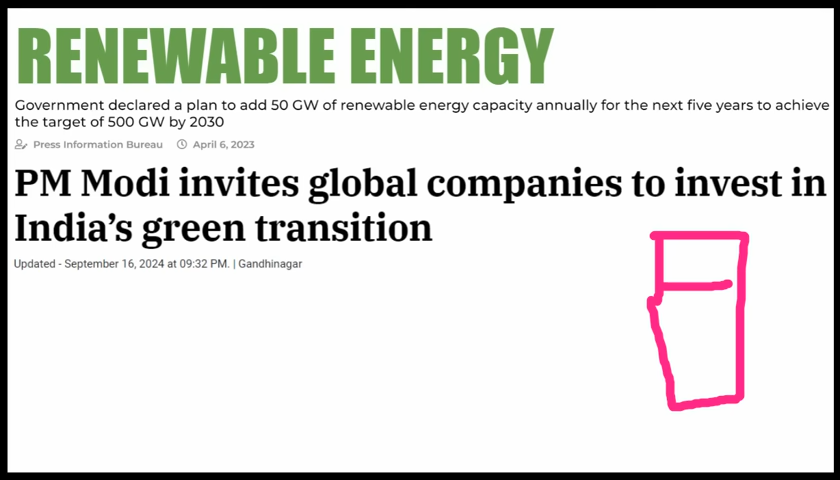 RENEWABLE ENERGY
Government declared a plan to add 50 GW of renewable energy capacity annually for the next five years to achieve
the target of 500 GW by 2030
Press Information Bureau April 6, 2023
PM Modi invites global companies to invest in
India’s green transition
Updated - September 16, 2024 at 09:32 PM. | Gandhinagar